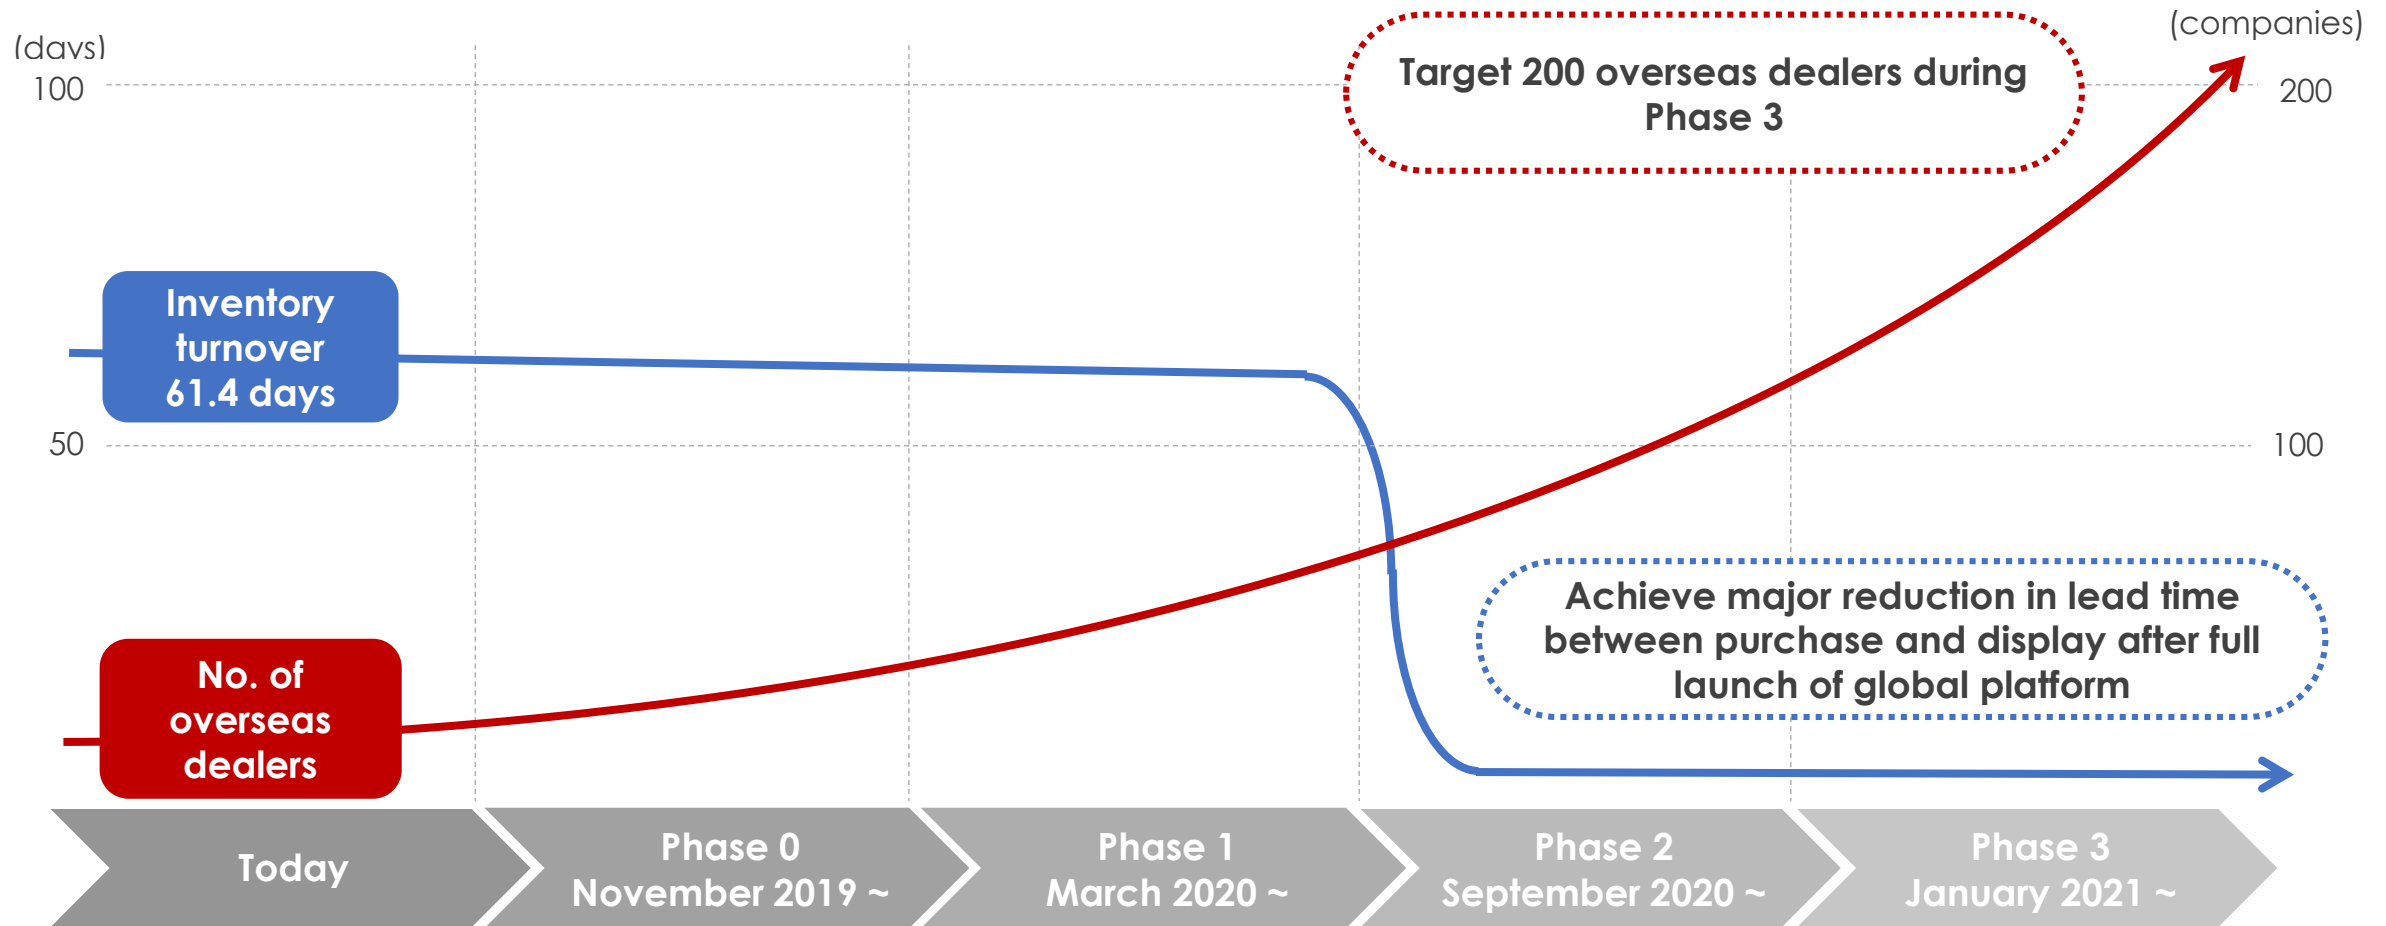 (days)
(companies)
100
Target 200 overseas dealers during
Phase 3
200
Inventory
turnover
61.4 days
50
100
Achieve major reduction in lead time
between purchase and display after full
launch of global platform
No. of
overseas
dealers
Today
Phase 0
November 2019 ~
Phase 1
March 2020 ~
Phase 2
September 2020 ~
Phase 3
January 2021 ~